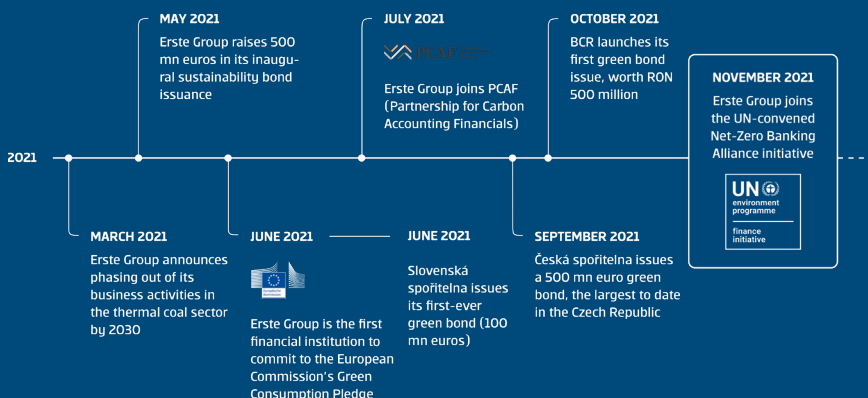 MAY 2021
Erste Group raises 500
mn euros in its inaugu-
ral sustainability bond
issuance
JULY 2021
PCAF
Erste Group joins PCAF
(Partnership for Carbon
Accounting Financials)
OCTOBER 2021
BCR launches its
first green bond
issue, worth RON
500 million
NOVEMBER 2021
Erste Group joins
the UN-convened
Net-Zero Banking
Alliance initiative
UN
environment
programme
finance
initiative
2021
MARCH 2021
Erste Group announces
phasing out of its
business activities in
the thermal coal sector
by 2030
JUNE 2021
Erste Group is the first
financial institution to
commit to the European
Commission's Green
Consumption Pledge
JUNE 2021
Slovenská
spořitelna issues
its first-ever
green bond (100
mn euros)
SEPTEMBER 2021
Česká spořitelna issues
a 500 mn euro green
bond, the largest to date
in the Czech Republic